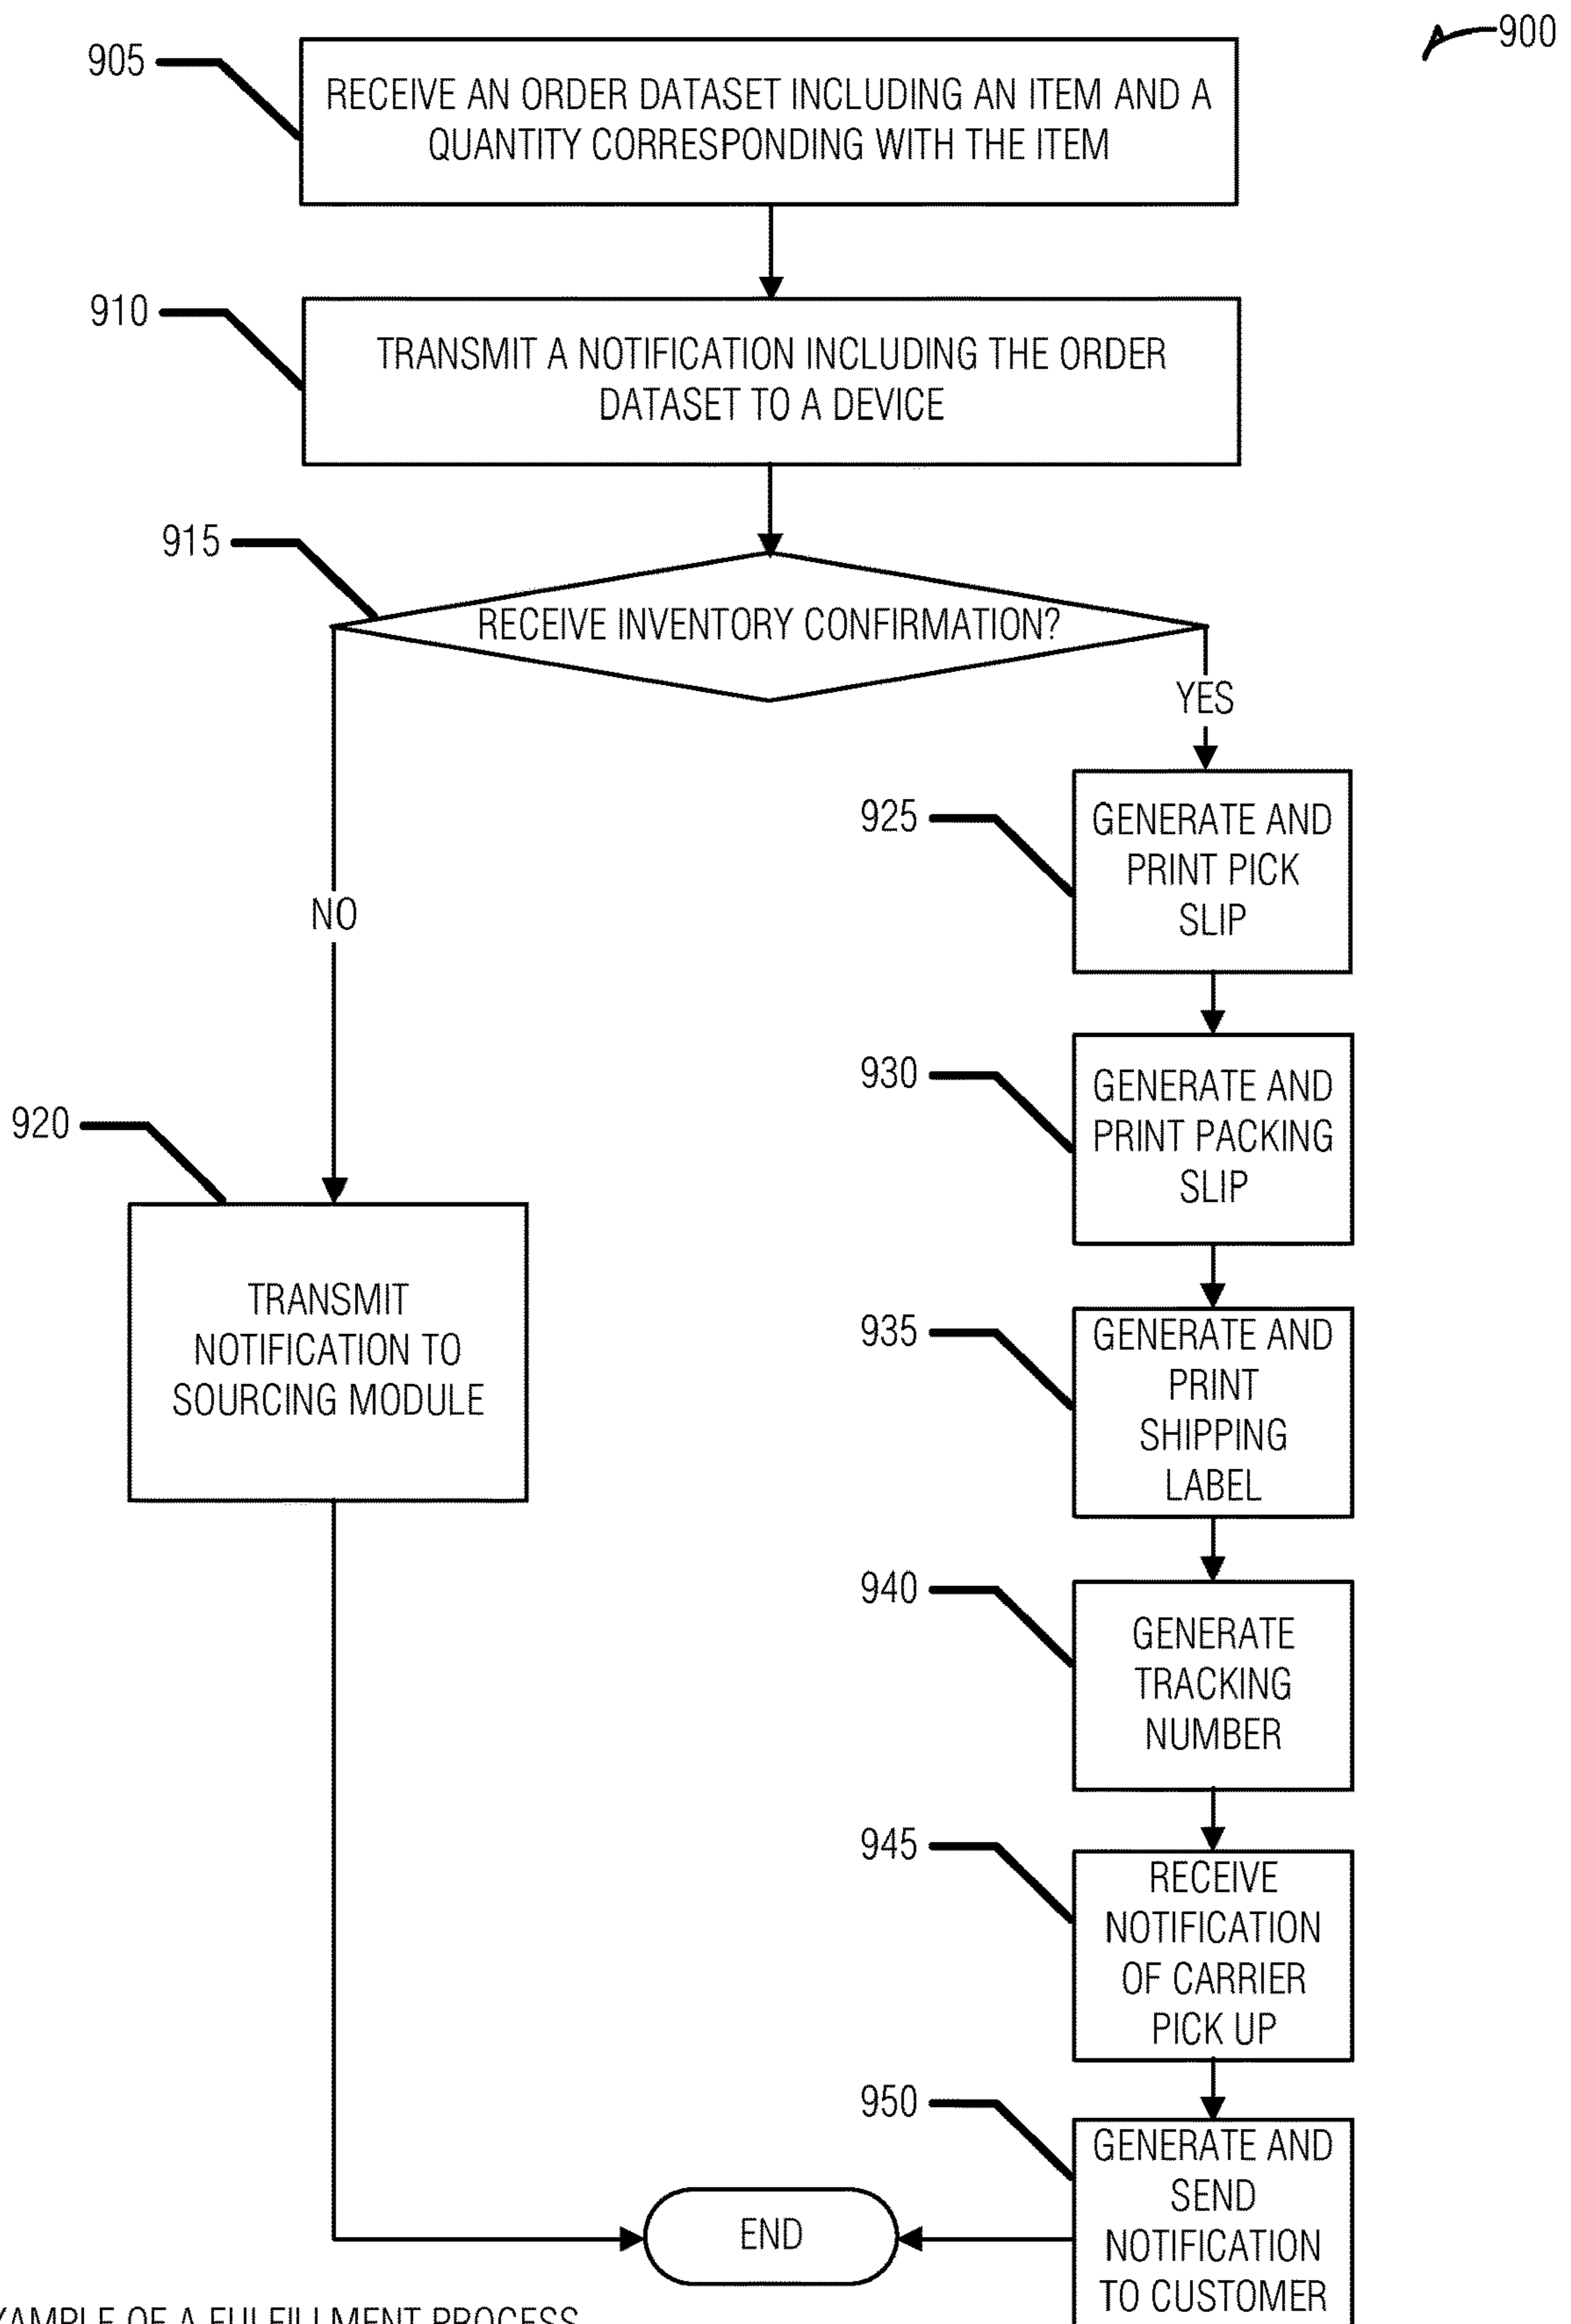 900
905
RECEIVE AN ORDER DATASET INCLUDING AN ITEM AND A
QUANTITY CORRESPONDING WITH THE ITEM
910
TRANSMIT A NOTIFICATION INCLUDING THE ORDER
DATASET TO A DEVICE
915
RECEIVE INVENTORY CONFIRMATION?
YES
NO
925
GENERATE AND
PRINT PICK
SLIP
930
GENERATE AND
PRINT PACKING
SLIP
920
TRANSMIT
NOTIFICATION TO
SOURCING MODULE
935
GENERATE AND
PRINT
SHIPPING
LABEL
940
GENERATE
TRACKING
NUMBER
945
RECEIVE
NOTIFICATION
OF CARRIER
PICK UP
950
GENERATE AND
SEND
NOTIFICATION
TO CUSTOMER
END
OF A FULFILLMENT PROCESS